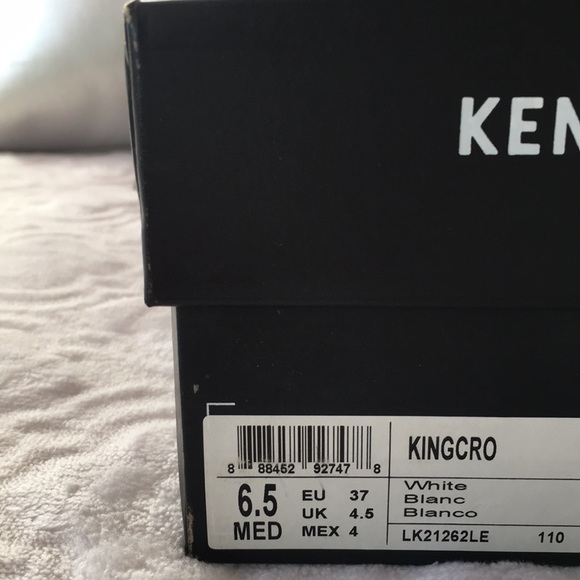 KEN
KINGCRO
8 88452 92747 8
6.5 EU 37
UK 4.5
MED MEX 4
White
Blanc
Blanco
LK21262LE 110